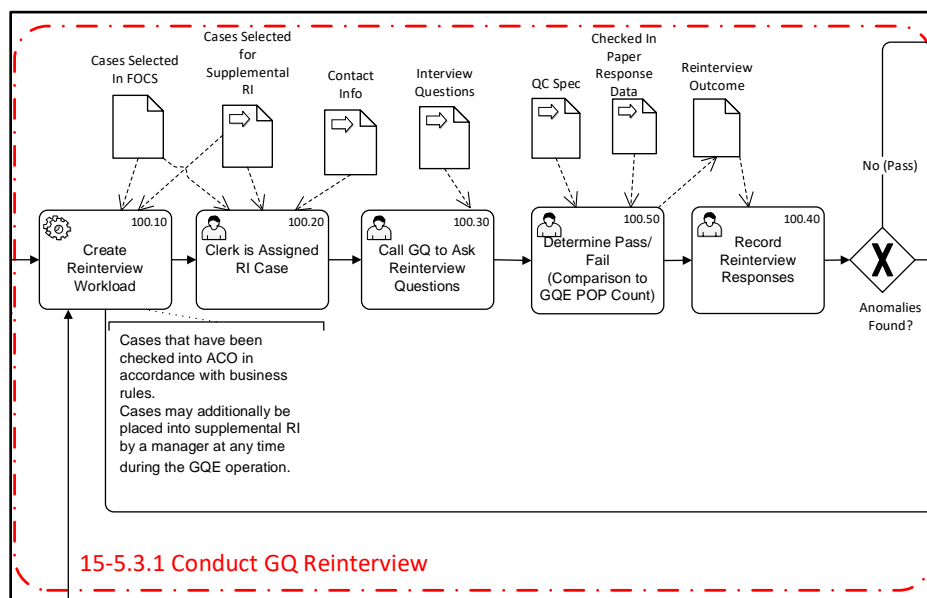 Cases Selected
In FOCS
Cases Selected
for
Supplemental
RI
Contact
Info
Interview
Questions
QC Spec
Checked In
Paper
Response
Data
Reinterview
Outcome
No (Pass)
100.10
Create
Reinterview
Workload
100.20
Clerk is Assigned
RI Case
100.30
Call GQ to Ask
Reinterview
Questions
100.50
Determine Pass/
Fail
(Comparison to
GQE POP Count)
100.40
Record
Reinterview
Responses
X
Anomalies
Found?
Cases that have been
checked into ACO in
accordance with business
rules.
Cases may additionally be
placed into supplemental RI
by a manager at any time
during the GQE operation.
15-5.3.1 Conduct GQ Reinterview